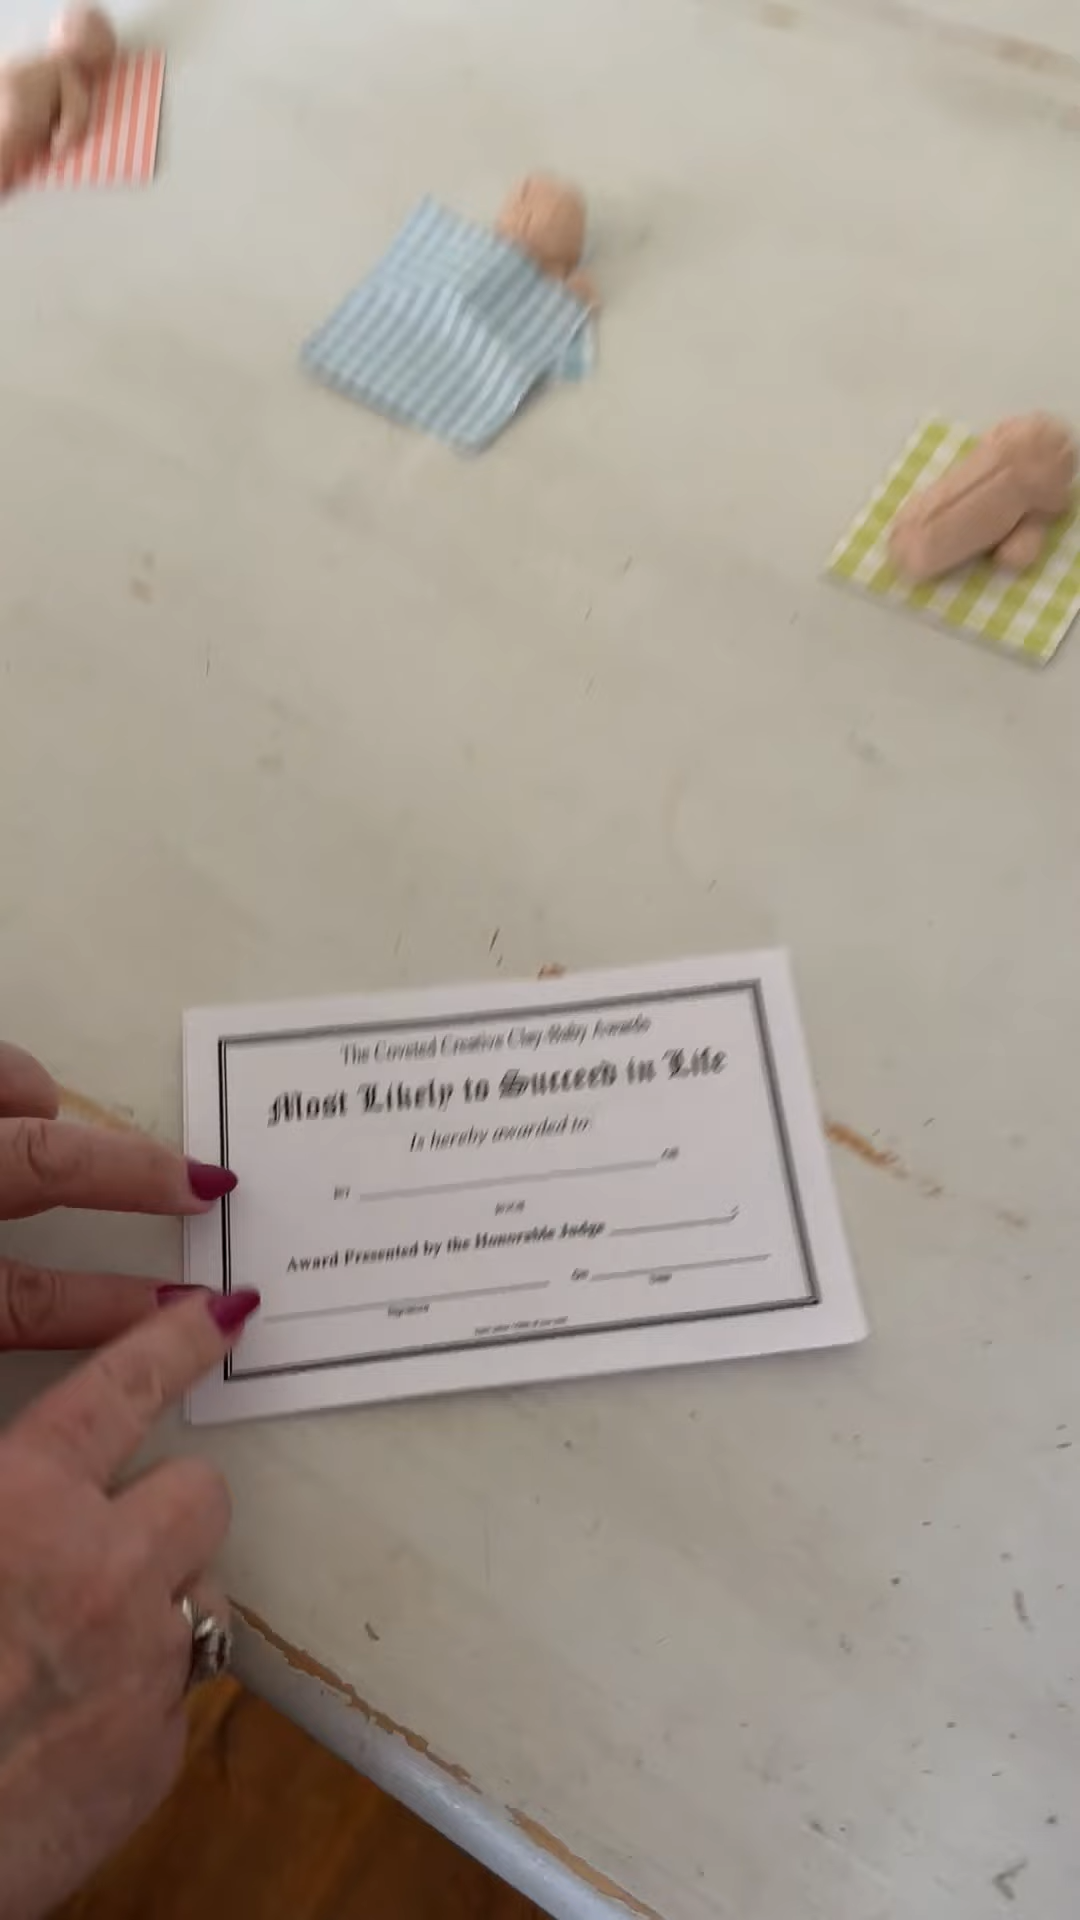 The Coveted Creative Clay Baby Awards
Most Likely to Succeed in Life
Is hereby awarded to:
Award Presented by the Honorable Judge
Signature